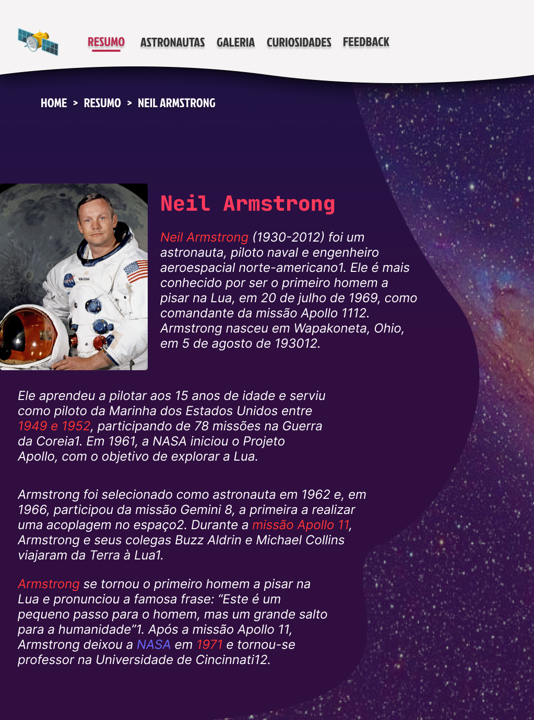 RESUMO ASTRONAUTAS GALERIA CURIOSIDADES FEEDBACK
HOME > RESUMO > NEIL ARMSTRONG
Neil Armstrong
Neil Armstrong (1930-2012) foi um
astronauta, piloto naval e engenheiro
aeroespacial norte-americano1. Ele é mais
conhecido por ser o primeiro homem a
pisar na Lua, em 20 de julho de 1969, como
comandante da missão Apollo 1112.
Armstrong nasceu em Wapakoneta, Ohio,
em 5 de agosto de 193012.
Ele aprendeu a pilotar aos 15 anos de idade e serviu
como piloto da Marinha dos Estados Unidos entre
1949 e 1952, participando de 78 missões na Guerra
da Coreia1. Em 1961, a NASA iniciou o Projeto
Apollo, com o objetivo de explorar a Lua.
Armstrong foi selecionado como astronauta em 1962 e, em
1966, participou da missão Gemini 8, a primeira a realizar
uma acoplagem no espaço2. Durante a missão Apollo 11,
Armstrong e seus colegas Buzz Aldrin e Michael Collins
viajaram da Terra à Lua1.
Armstrong se tornou o primeiro homem a pisar na
Lua e pronunciou a famosa frase: “Este é um
pequeno passo para o homem, mas um grande salto
para a humanidade”1. Após a missão Apollo 11,
Armstrong deixou a NASA em 1971 e tornou-se
professor na Universidade de Cincinnati12.